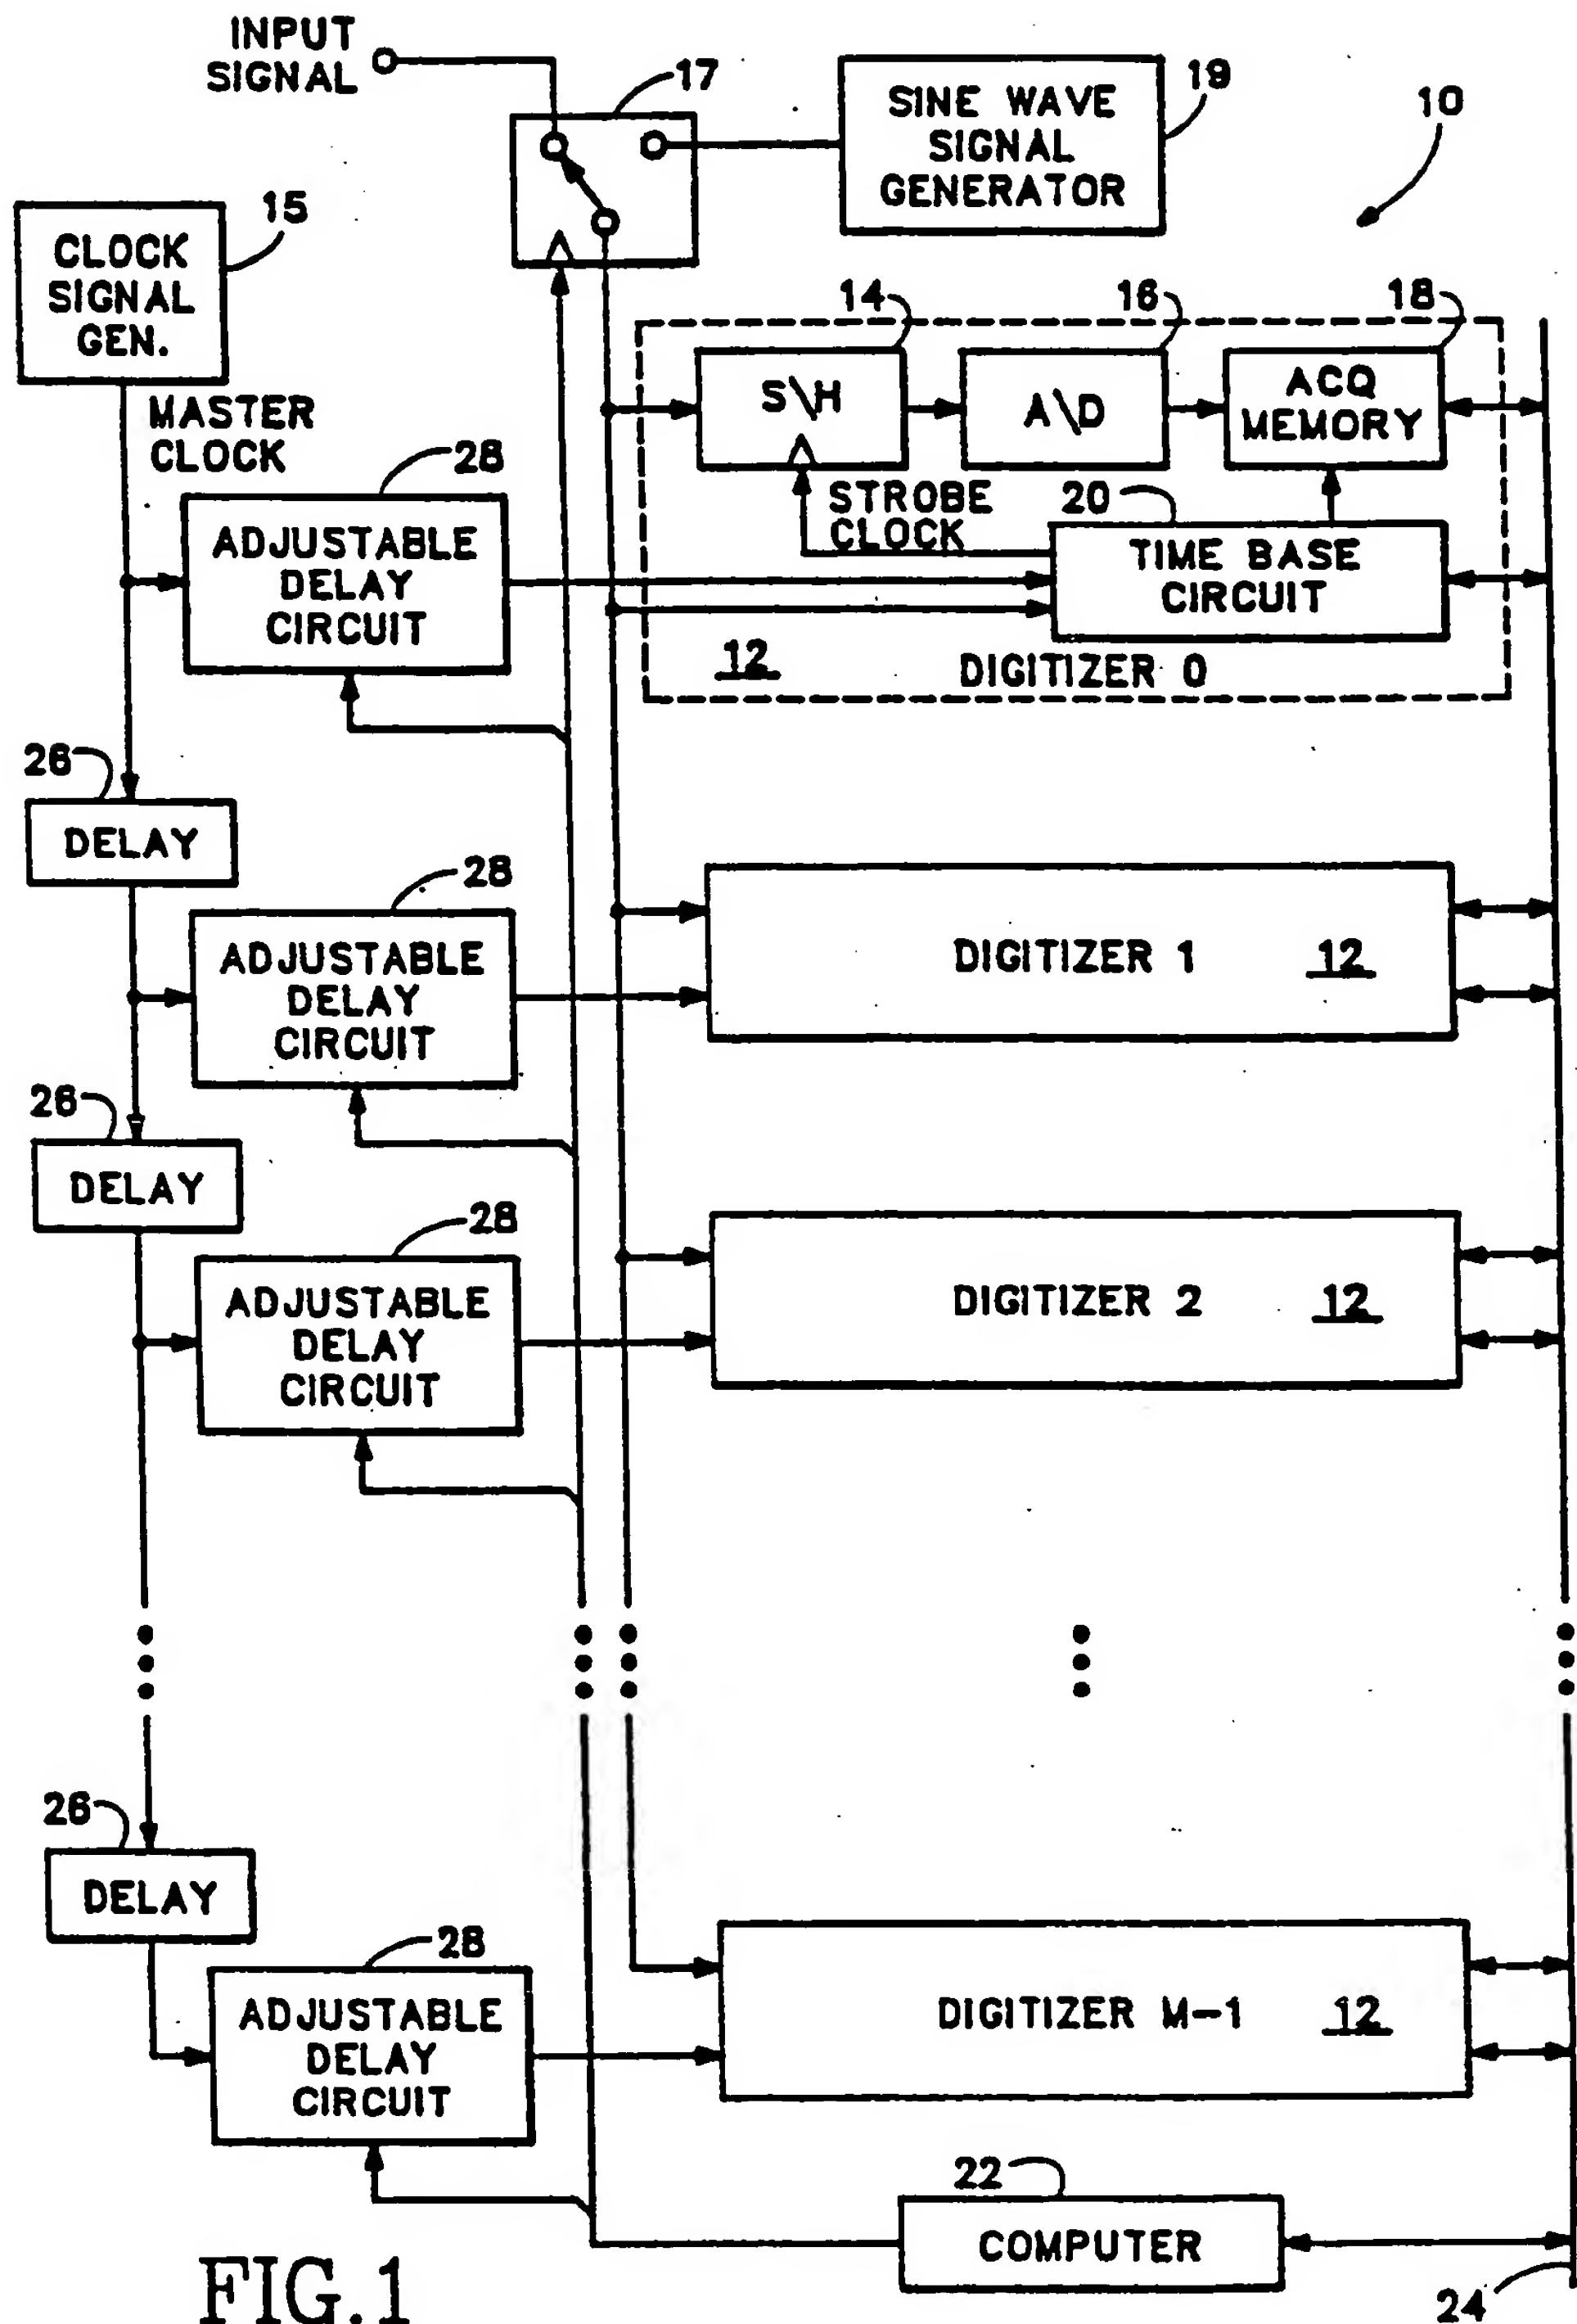 INPUT
SIGNAL
17
SINE WAVE
SIGNAL
GENERATOR
19
10
CLOCK
SIGNAL
GEN.
15
MASTER
CLOCK
14
16
18
S\H
A\D
ACQ
MEMORY
STROBE
CLOCK
20
TIME BASE
CIRCUIT
12
DIGITIZER 0
28
ADJUSTABLE
DELAY
CIRCUIT
26
DELAY
28
ADJUSTABLE
DELAY
CIRCUIT
DIGITIZER 1
12
26
DELAY
28
ADJUSTABLE
DELAY
CIRCUIT
DIGITIZER 2
12
26
DELAY
28
ADJUSTABLE
DELAY
CIRCUIT
DIGITIZER M-1
12
22
COMPUTER
24
FIG.1